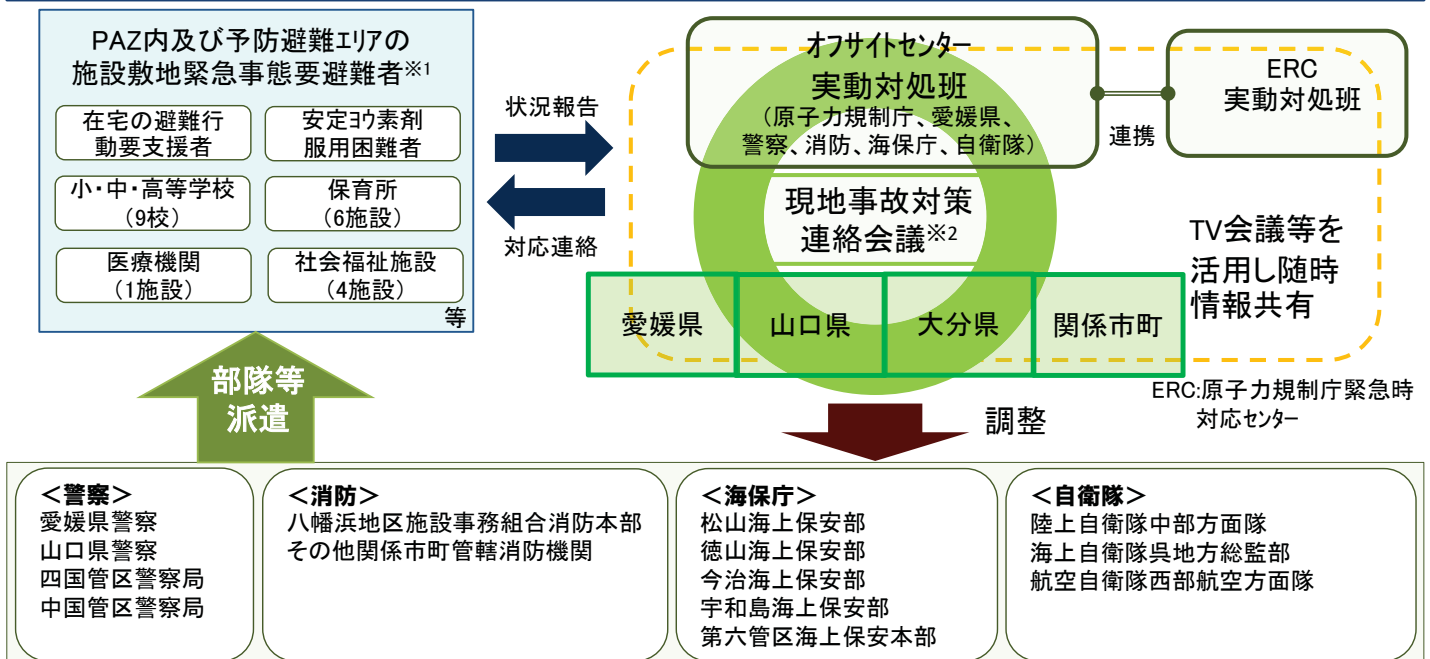 PAZ内及び予防避難エリアの
施設敷地緊急事態要避難者※1
在宅の避難行
動要支援者
安定ヨウ素剤
服用困難者
小・中・高等学校
(9校)
保育所
(6施設)
医療機関
(1施設)
社会福祉施設
(4施設)
等
状況報告
対応連絡
オフサイトセンター
実動対処班
(原子力規制庁、愛媛県、
警察、消防、海保庁、自衛隊)
連携
ERC
実動対処班
現地事故対策
連絡会議※2
TV会議等を
活用し随時
情報共有
愛媛県
山口県
大分県
関係市町
ERC:原子力規制庁緊急時
対応センター
部隊等
派遣
調整
<警察>
愛媛県警察
山口県警察
四国管区警察局
中国管区警察局
<消防>
八幡浜地区施設事務組合消防本部
その他関係市町管轄消防機関
<海保庁>
松山海上保安部
徳山海上保安部
今治海上保安部
宇和島海上保安部
第六管区海上保安本部
<自衛隊>
陸上自衛隊中部方面隊
海上自衛隊呉地方総監部
航空自衛隊西部航空方面隊